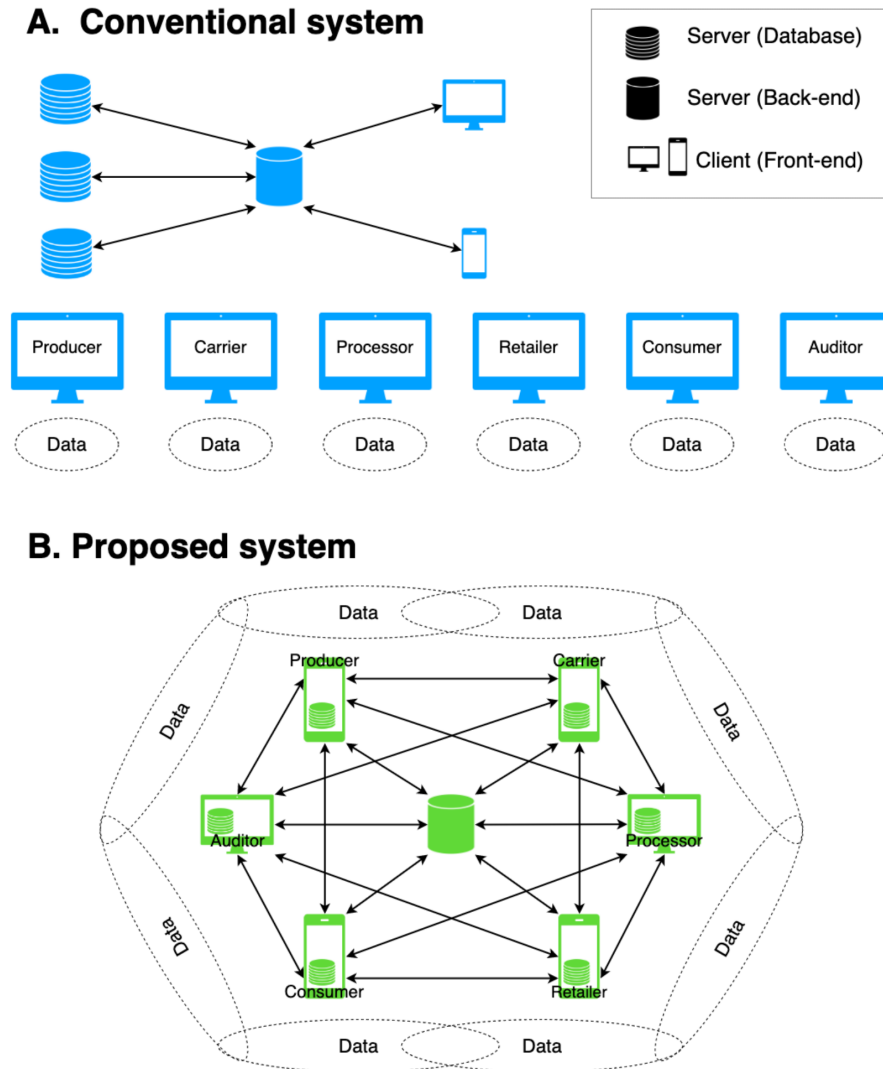 A. Conventional system
Server (Database)
Server (Back-end)
Client (Front-end)
Producer
Carrier
Processor
Retailer
Consumer
Auditor
Data
Data
Data
Data
Data
Data
B. Proposed system
Data
Data
Producer
Carrier
Data
Data
Auditor
Processor
Data
Data
Consumer
Retailer
Data
Data